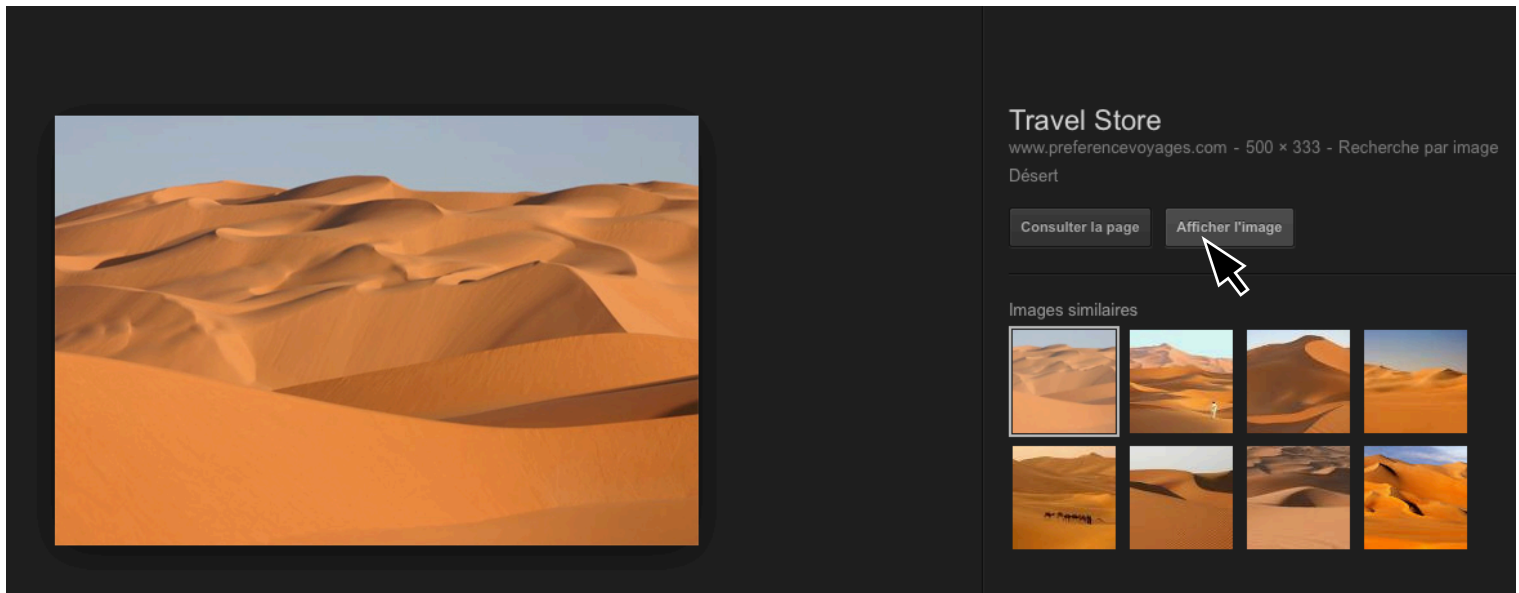 Travel Store
www.preferencevoyages.com - 500 × 333 - Recherche par image
Désert
Consulter la page
Afficher l'image
Images similaires